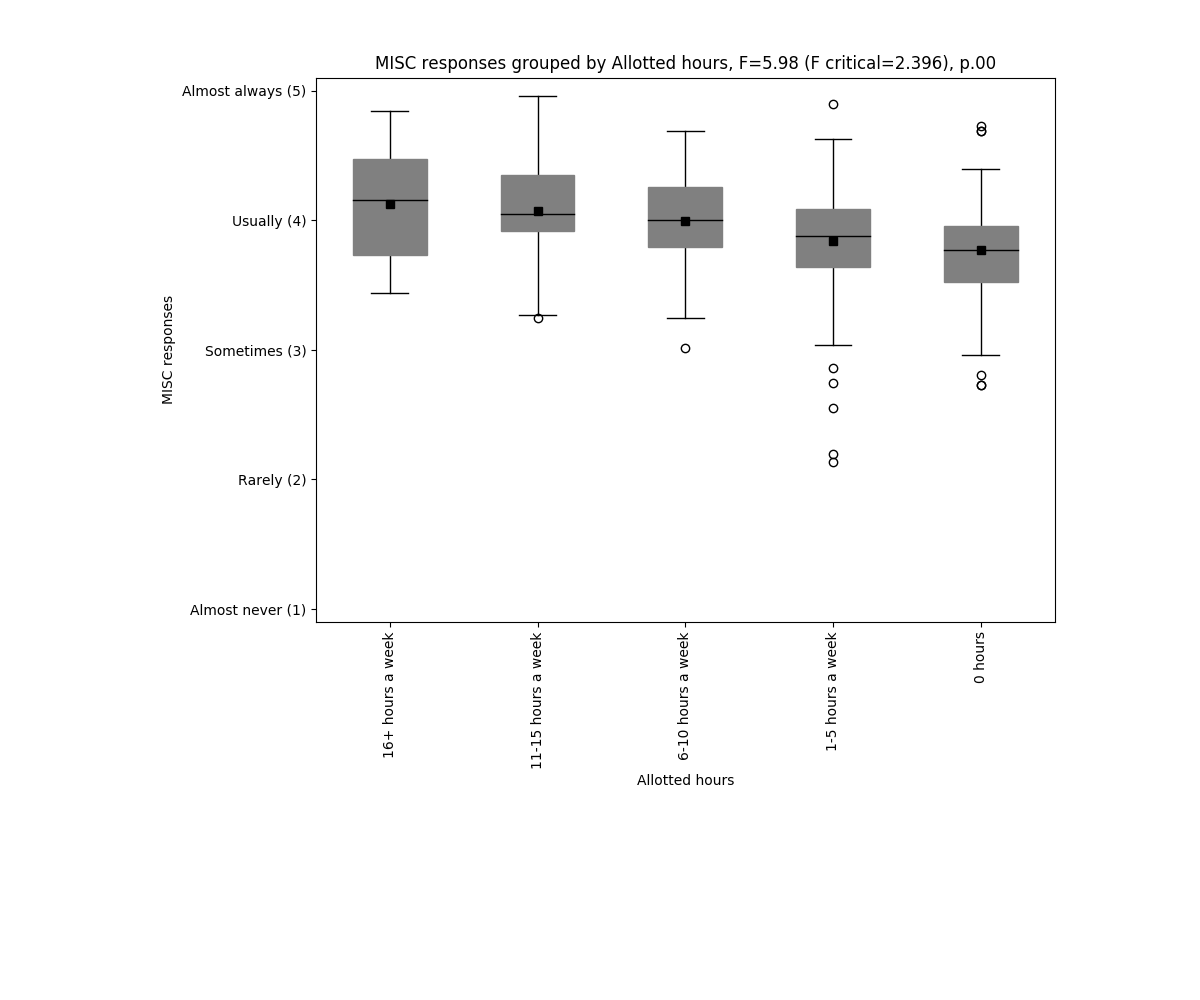 MISC responses grouped by Allotted hours, F=5.98 (F critical=2.396), p.00
Almost always (5)
Usually (4)
Sometimes (3)
Rarely (2)
Almost never (1)
MISC responses
16+ hours a week
11-15 hours a week
6-10 hours a week
1-5 hours a week
0 hours
Allotted hours